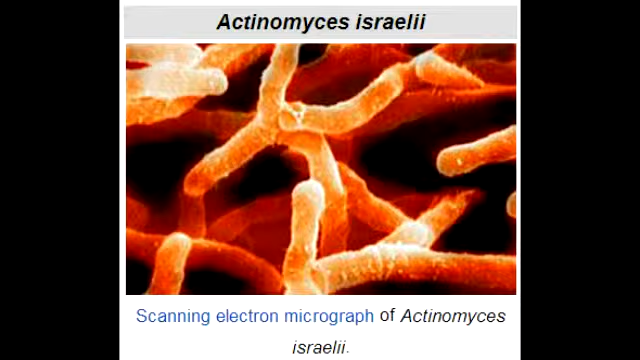 Actinomyces israelii
Scanning electron micrograph of Actinomyces
israelii.